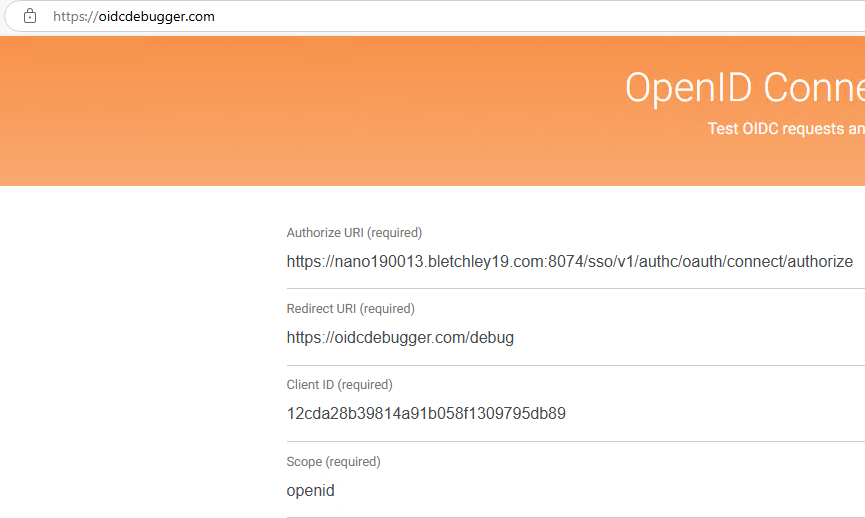 https://oidcdebugger.com
OpenID Conne
Test OIDC requests an
Authorize URI (required)
https://nano190013.bletchley19.com:8074/sso/v1/authc/oauth/connect/authorize
Redirect URI (required)
https://oidcdebugger.com/debug
Client ID (required)
12cda28b39814a91b058f1309795db89
Scope (required)
openid